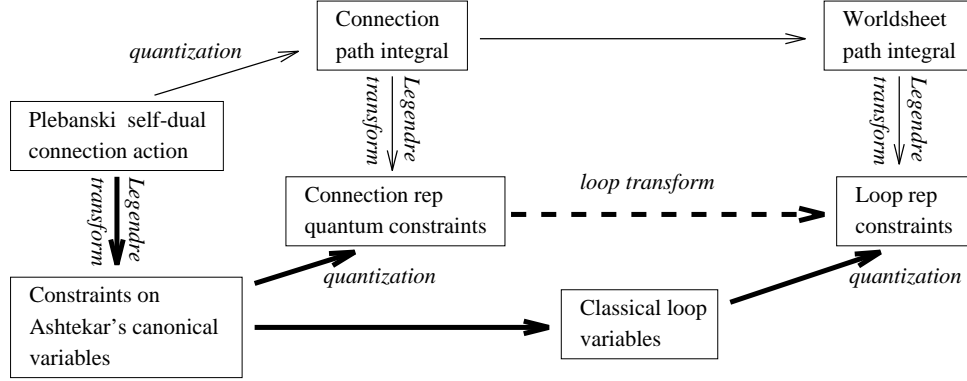 Connection
path integral
Worldsheet
path integral
quantization
Legendre
transform
Legendre
transform
Plebanski self-dual
connection action
Legendre
transform
loop transform
Connection rep
quantum constraints
Loop rep
constraints
quantization
quantization
Constraints on
Ashtekar's canonical
variables
Classical loop
variables